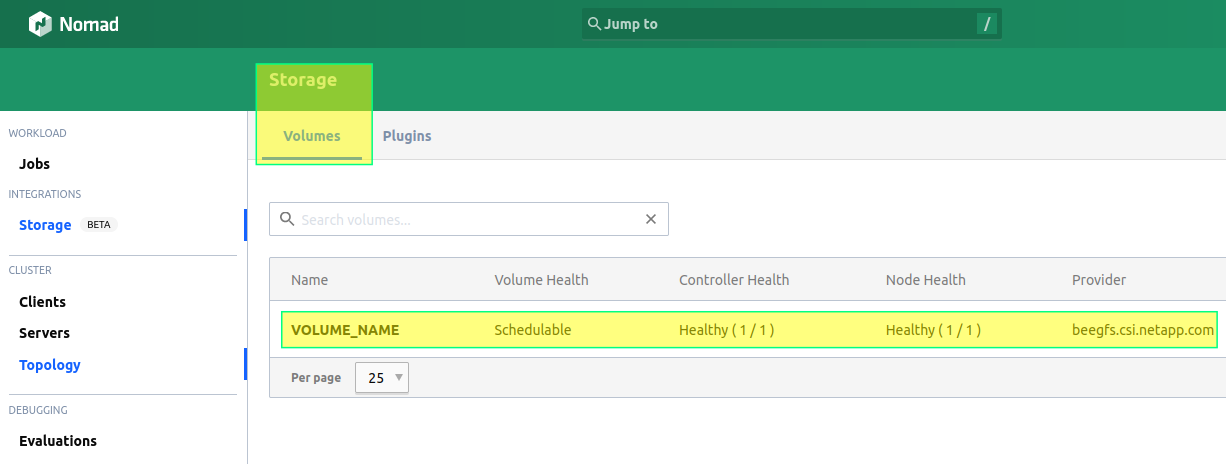 Nomad
Jump to /
Storage
Volumes Plugins
WORKLOAD
Jobs
INTEGRATIONS
Storage BETA
CLUSTER
Clients
Servers
Topology
DEBUGGING
Evaluations
Search volumes...
Name Volume Health Controller Health Node Health Provider
VOLUME_NAME Schedulable Healthy ( 1 / 1 ) Healthy ( 1 / 1 ) beegfs.csi.netapp.com
Per page 25